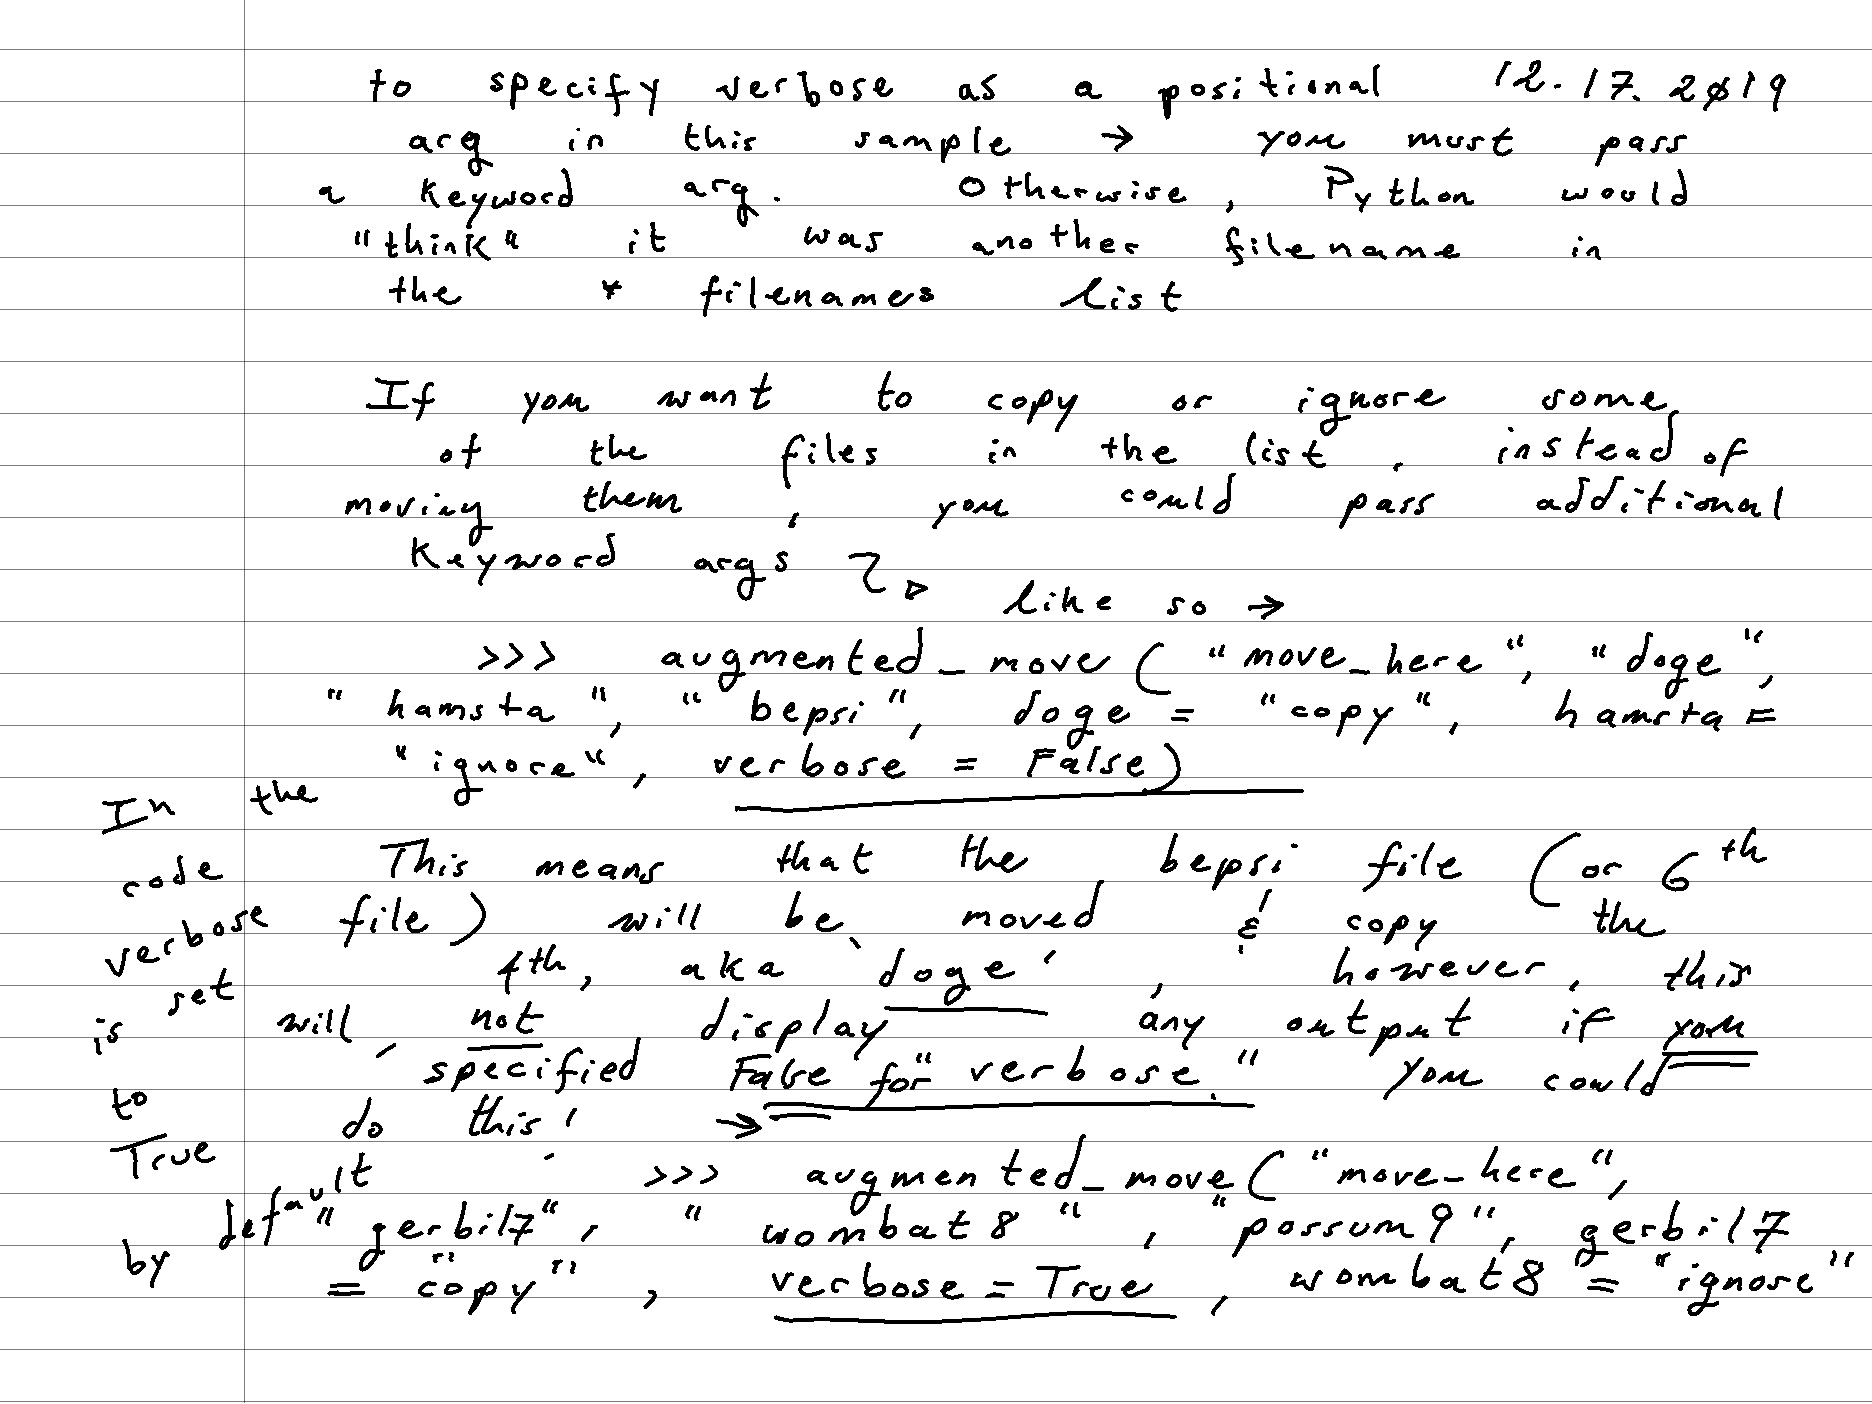 to specify verbose as a positional 12.17.2019
arg in this sample → you must pass
a keyword arg. Otherwise, Python would
"think" it was another filename in
the * filenames list
If you want to copy or ignore some
of the files in the list, instead of
moving them, you could pass additional
keyword args
like so →
>>> augmented_move ( "move_here", "doge",
"hamsta", "bepsi", doge = "copy", hamsta =
"ignore", verbose = False)
This means that the bepsi file (or 6th
file) will be moved & copy the
4th, aka `doge', however, this
will not display any output if you
specified False for "verbose." You could
do this! →
>>> augmented_move ( "move_here",
"gerbil7", "wombat8", "possum9", gerbil7
= "copy", verbose = True, wombat8 = "ignore"
In the
code
verbose
set
is
to
True
default
by